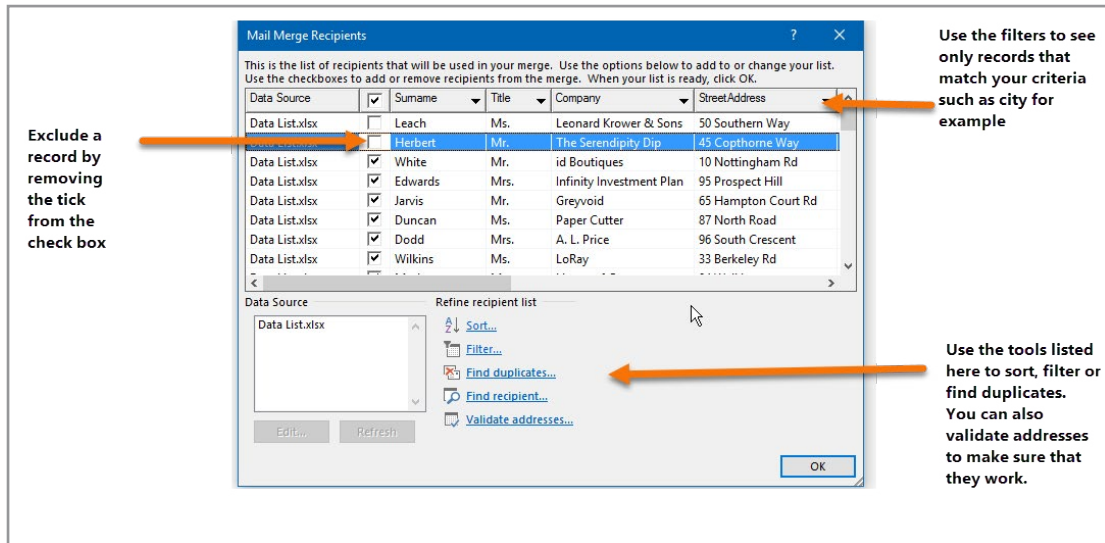 Mail Merge Recipients
?
This is the list of recipients that will be used in your merge. Use the options below to add to or change your list.
Use the checkboxes to add or remove recipients from the merge. When your list is ready, click OK.
Data Source Surname Title Company StreetAddress
Data List.xlsx Leach Ms. Leonard Krower & Sons 50 Southern Way
Herbert Mr. The Serendipity Dip 45 Copthorne Way
Data List.xlsx White Mr. id Boutiques 10 Nottingham Rd
Data List.xlsx Edwards Mrs. Infinity Investment Plan 95 Prospect Hill
Data List.xlsx Jarvis Mr. Greyvoid 65 Hampton Court Rd
Data List.xlsx Duncan Ms. Paper Cutter 87 North Road
Data List.xlsx Dodd Mrs. A. L. Price 96 South Crescent
Data List.xlsx Wilkins Ms. LoRay 33 Berkeley Rd
Data Source
Data List.xlsx
Edit...
Refresh
Refine recipient list
Sort...
Filter...
Find duplicates...
Find recipient...
Validate addresses...
OK
Exclude a
record by
removing
the tick
from the
check box
Use the filters to see
only records that
match your criteria
such as city for
example
Use the tools listed
here to sort, filter or
find duplicates.
You can also
validate addresses
to make sure that
they work.